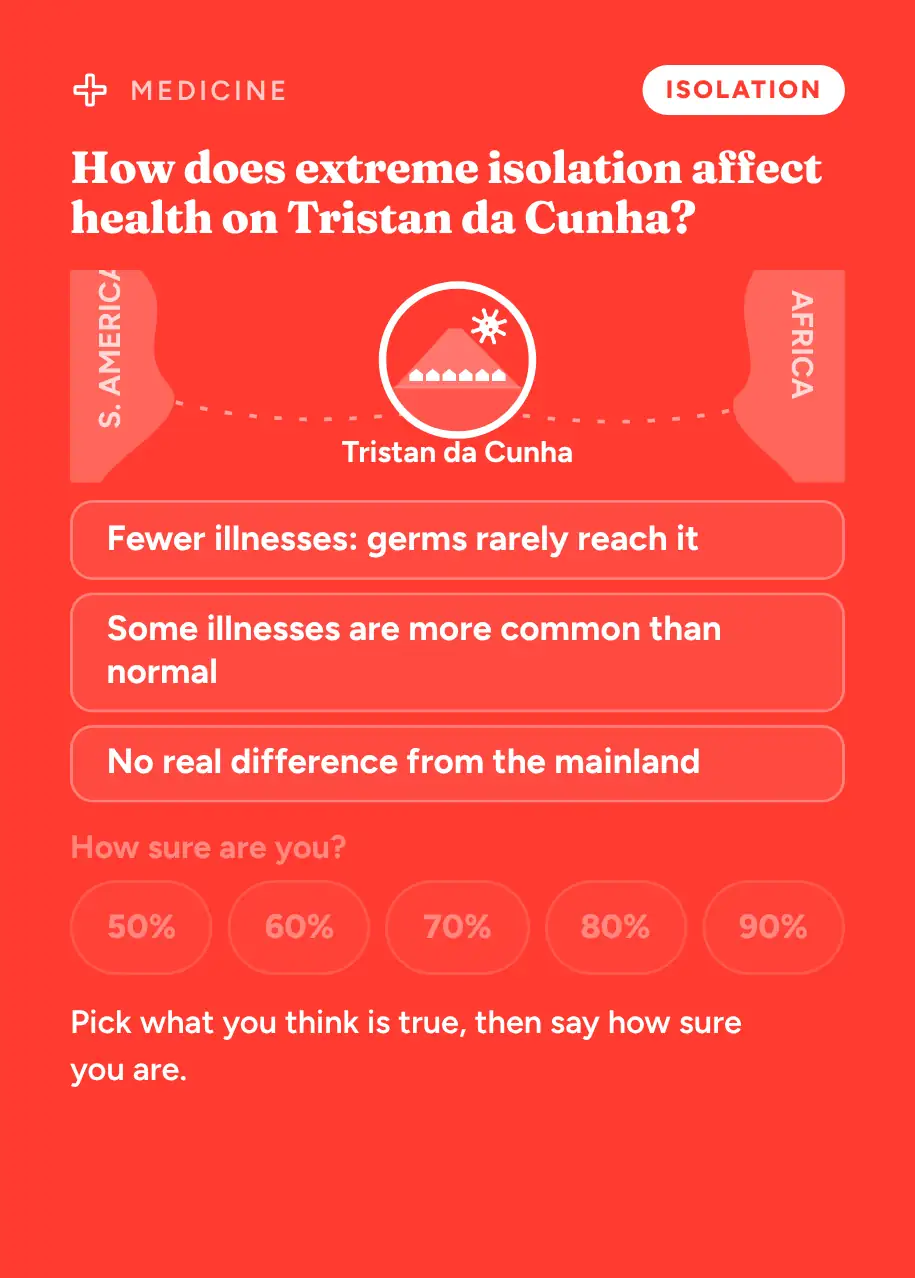 MEDICINE
ISOLATION
How does extreme isolation affect
health on Tristan da Cunha?
S. AMERICA
AFRICA
Tristan da Cunha
Fewer illnesses: germs rarely reach it
Some illnesses are more common than
normal
No real difference from the mainland
How sure are you?
50%
60%
70%
80%
90%
Pick what you think is true, then say how sure
you are.